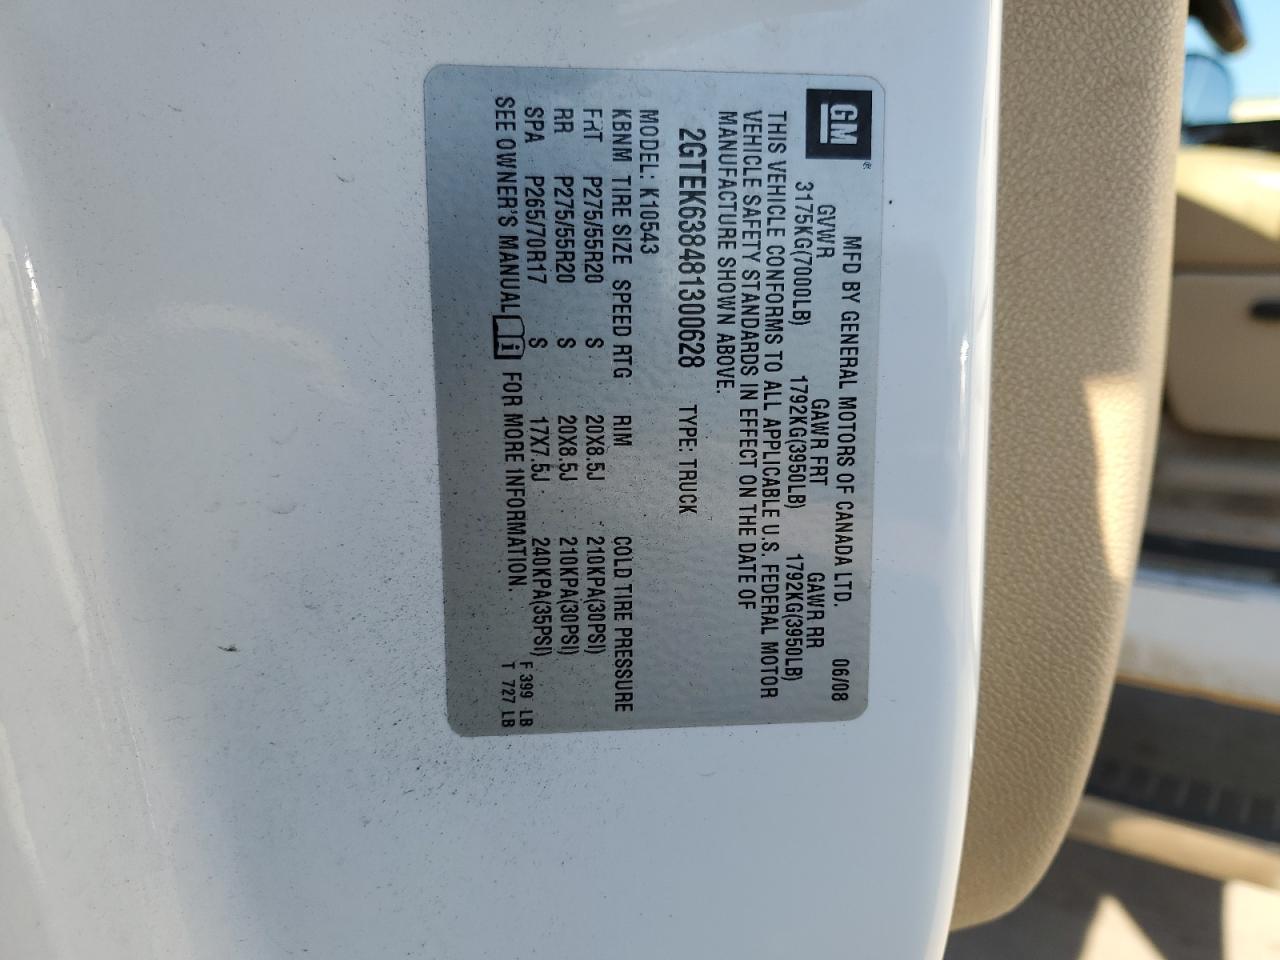 GM®
MFD BY GENERAL MOTORS OF CANADA LTD. 06/08
GVWR GAWR FRT GAWR RR
3175KG(7000LB) 1792KG(3950LB) 1792KG(3950LB)
THIS VEHICLE CONFORMS TO ALL APPLICABLE U.S. FEDERAL MOTOR
VEHICLE SAFETY STANDARDS IN EFFECT ON THE DATE OF
MANUFACTURE SHOWN ABOVE.
2GTEK638481300628 TYPE: TRUCK
MODEL: K10543
KBNM TIRE SIZE SPEED RTG RIM COLD TIRE PRESSURE
FRT P275/55R20 S 20X8.5J 210KPA(30PSI)
RR P275/55R20 S 20X8.5J 210KPA(30PSI)
SPA P265/70R17 S 17X7.5J 240KPA(35PSI) F 399 LB
SEE OWNER'S MANUAL i FOR MORE INFORMATION. T 727 LB